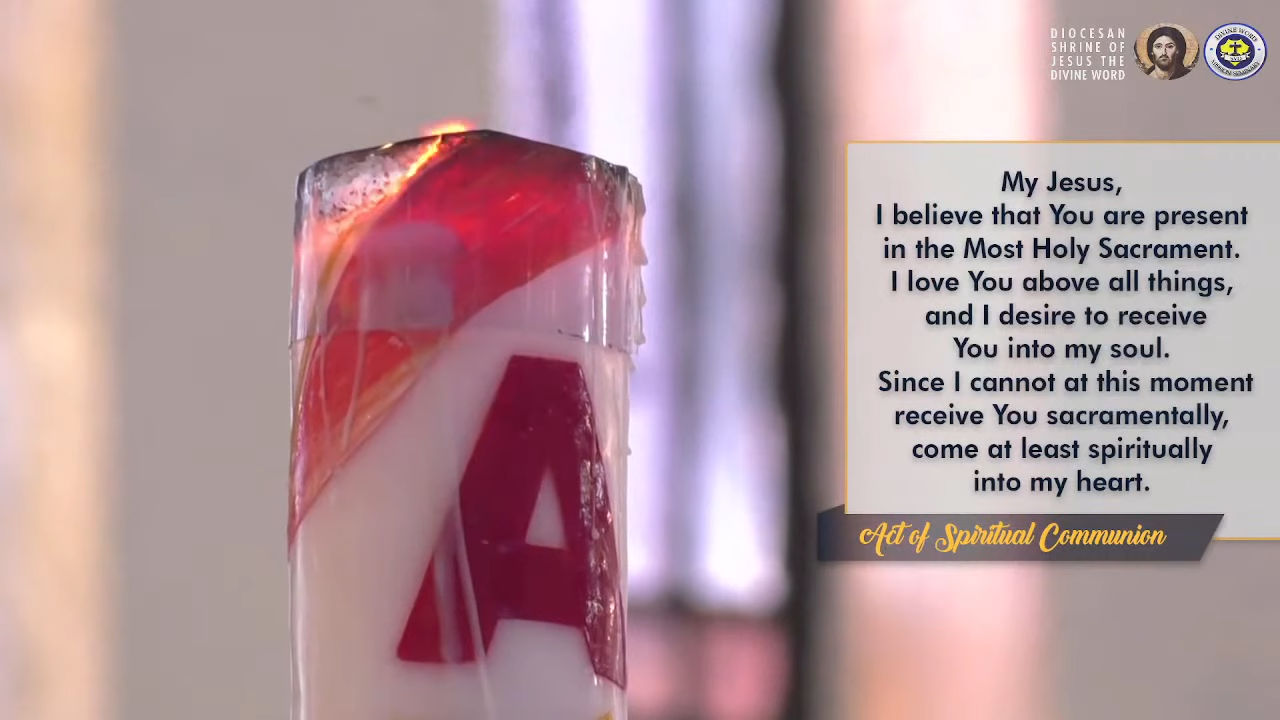 DIOCESAN
SHRINE OF
JESUS THE
DIVINE WORD
A
My Jesus,
I believe that You are present
in the Most Holy Sacrament.
I love You above all things,
and I desire to receive
You into my soul.
Since I cannot at this moment
receive You sacramentally,
come at least spiritually
into my heart.
Act of Spiritual Communion